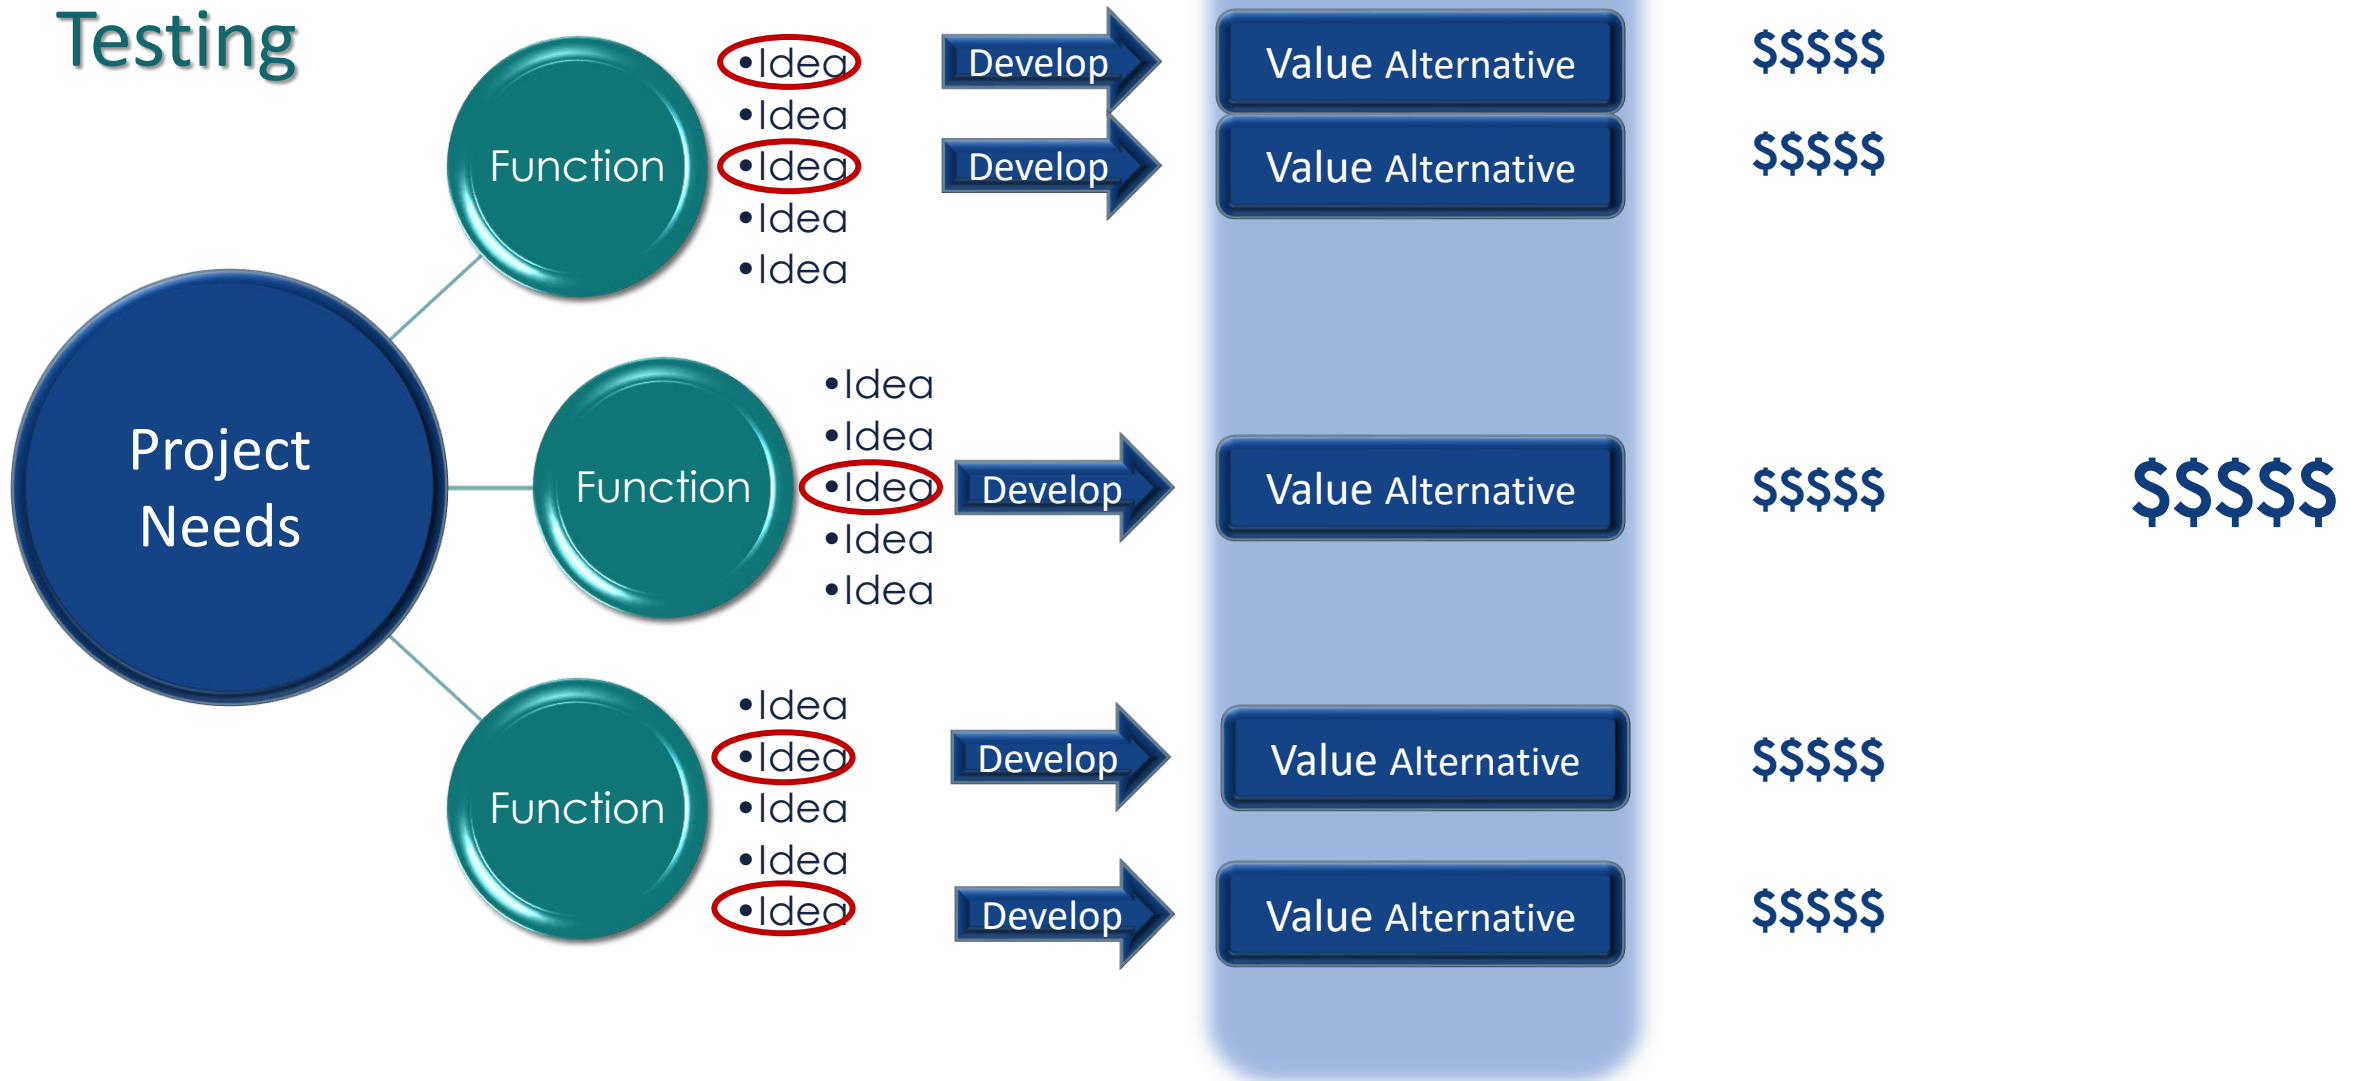 Testing
Function
•Idea
•Idea
•Idea
•Idea
•Idea
Develop
Develop
Value Alternative
Value Alternative
$$$$$
$$$$$
Project
Needs
Function
•Idea
•Idea
•Idea
•Idea
•Idea
Develop
Value Alternative
$$$$$
$$$$$
Function
•Idea
•Idea
•Idea
•Idea
•Idea
Develop
Develop
Value Alternative
Value Alternative
$$$$$
$$$$$